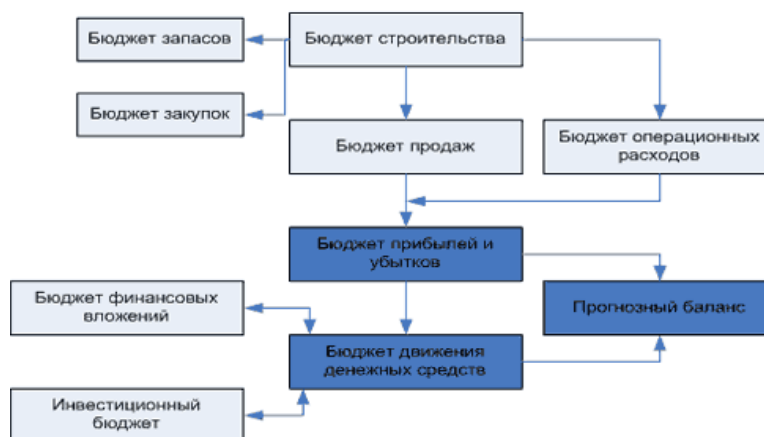 Бюджет запасов
Бюджет строительства
Бюджет закупок
Бюджет продаж
Бюджет операционных
расходов
Бюджет прибылей и
убытков
Бюджет финансовых
вложений
Прогнозный баланс
Бюджет движения
денежных средств
Инвестиционный
бюджет